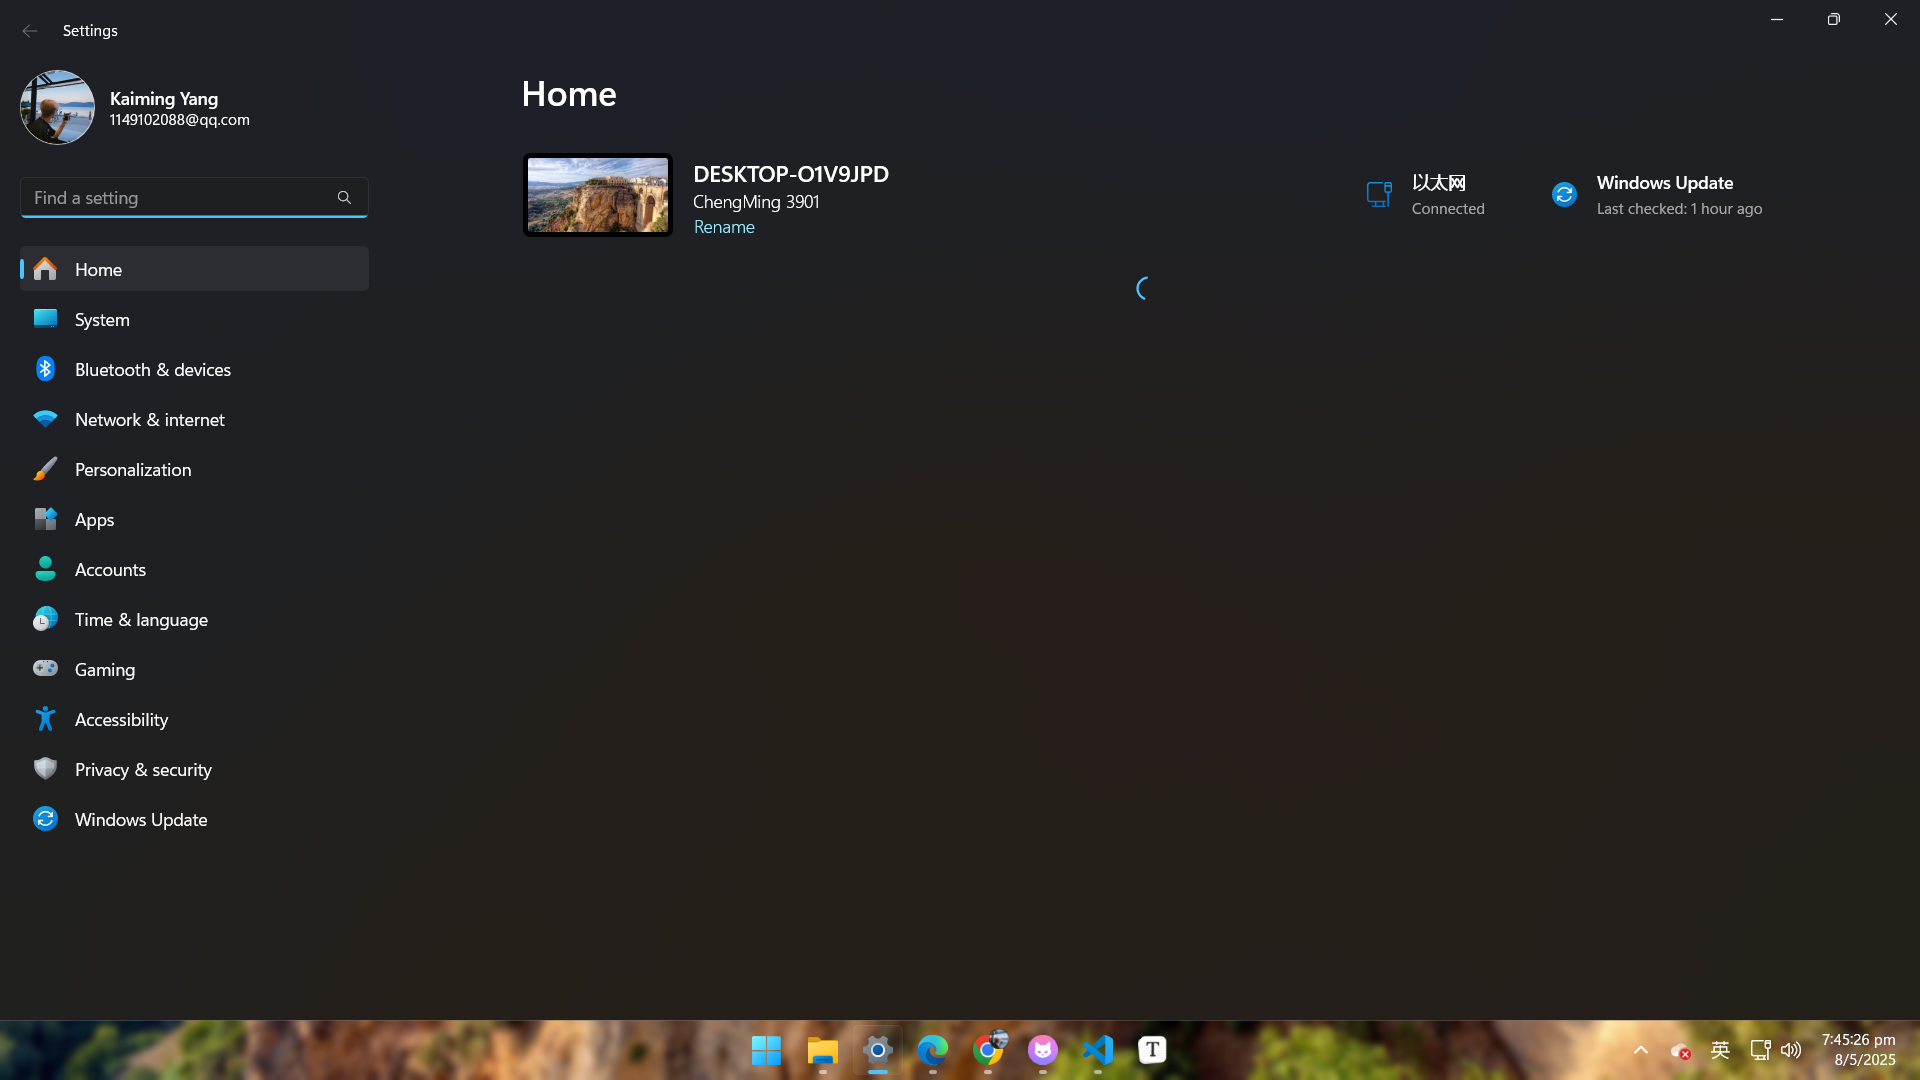 Settings
Kaiming Yang
1149102088@qq.com
Find a setting
Home
System
Bluetooth & devices
Network & internet
Personalization
Apps
Accounts
Time & language
Gaming
Accessibility
Privacy & security
Windows Update
Home
DESKTOP-O1V9JPD
ChengMing 3901
Rename
以太网
Connected
Windows Update
Last checked: 1 hour ago
T
英
7:45:26 pm
8/5/2025